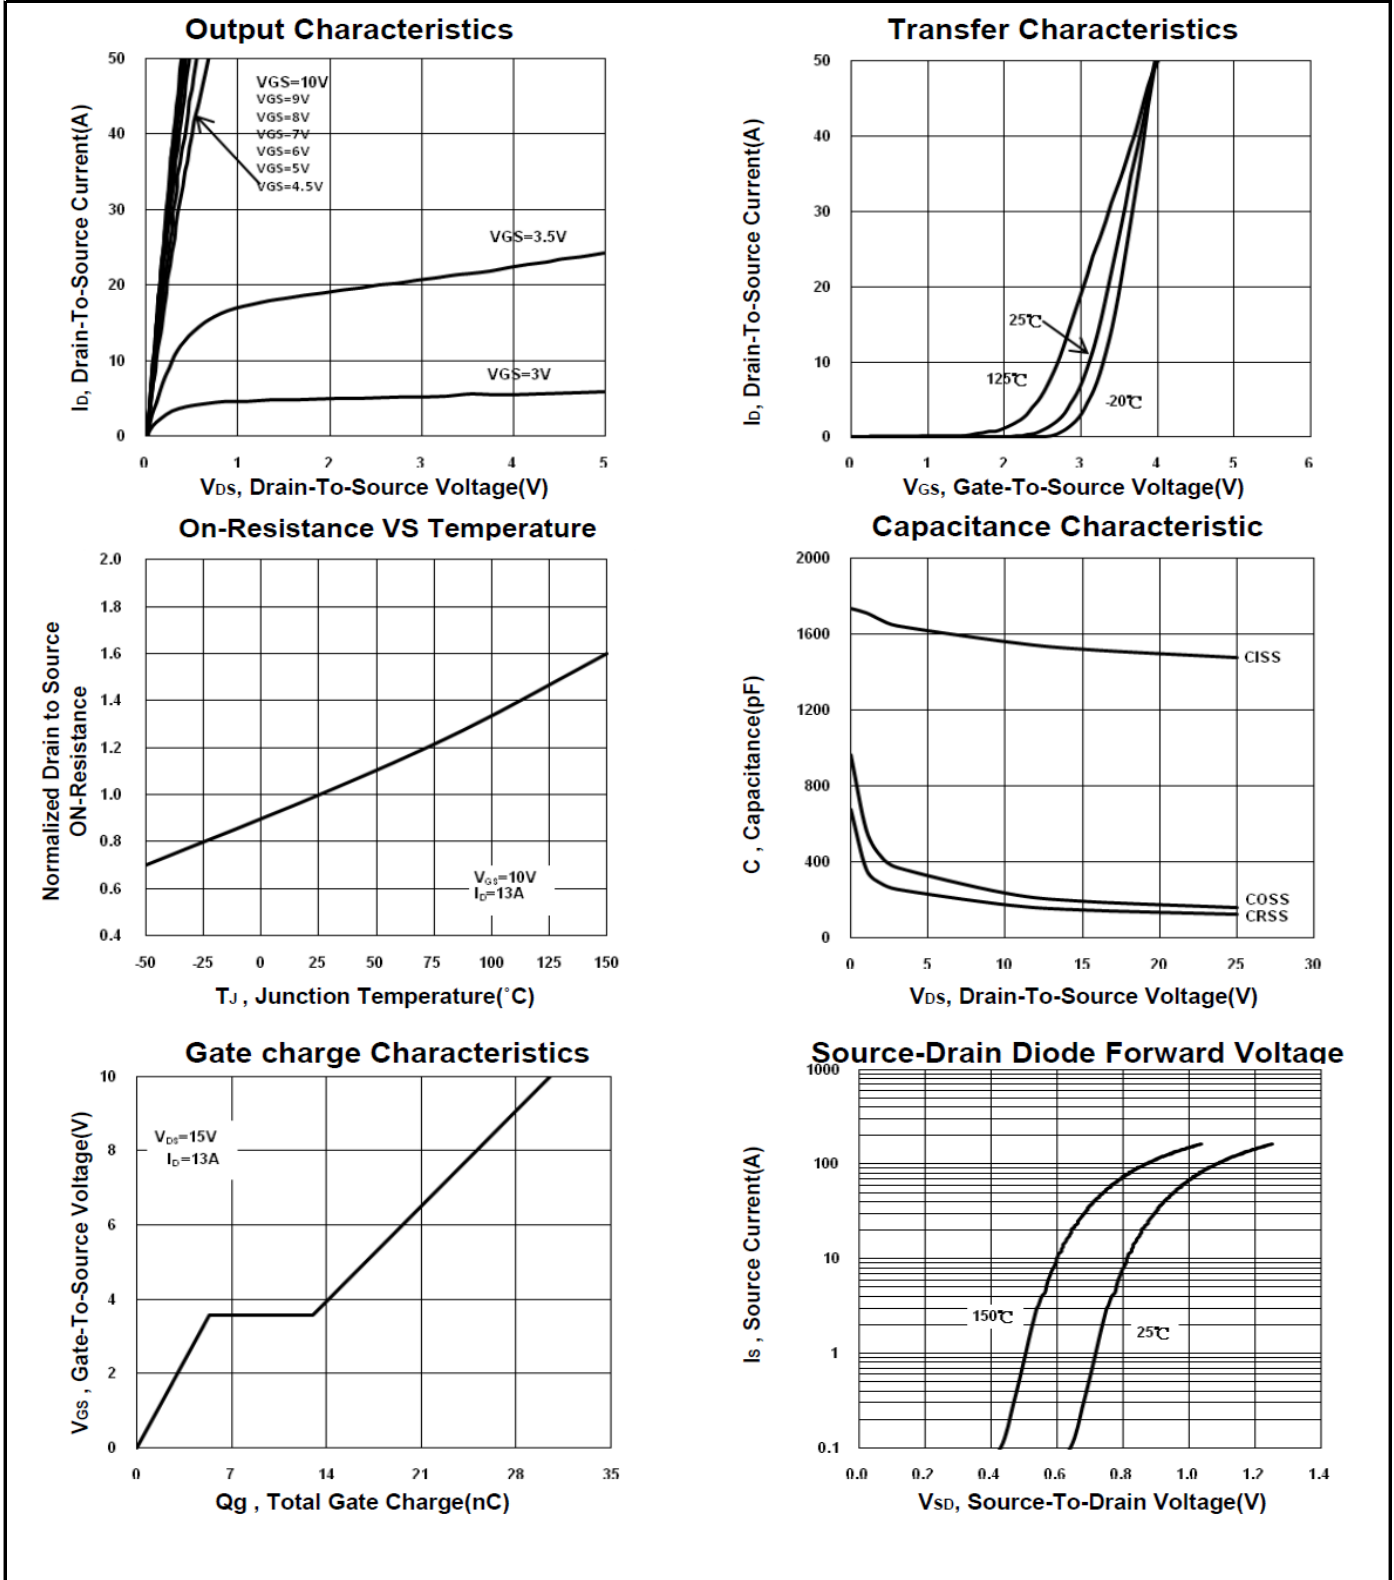 Output Characteristics
ID, Drain-To-Source Current(A)
50
40
30
20
10
0
VGS=10V
VGS=9V
VGS=8V
VGS=7V
VGS=6V
VGS=5V
VGS=4.5V
VGS=3.5V
VGS=3V
0 1 2 3 4 5
VDS, Drain-To-Source Voltage(V)
Transfer Characteristics
ID, Drain-To-Source Current(A)
50
40
30
20
10
0
25℃
125℃
-20℃
0 1 2 3 4 5 6
VGS, Gate-To-Source Voltage(V)
On-Resistance VS Temperature
Normalized Drain to Source
ON-Resistance
2.0
1.8
1.6
1.4
1.2
1.0
0.8
0.6
0.4
VGS=10V
ID=13A
-50 -25 0 25 50 75 100 125 150
TJ , Junction Temperature(˚C)
Capacitance Characteristic
C , Capacitance(pF)
2000
1600
1200
800
400
0
CISS
COSS
CRSS
0 5 10 15 20 25 30
VDS, Drain-To-Source Voltage(V)
Gate charge Characteristics
VGS , Gate-To-Source Voltage(V)
10
8
6
4
2
0
VDS=15V
ID=13A
0 7 14 21 28 35
Qg , Total Gate Charge(nC)
Source-Drain Diode Forward Voltage
IS , Source Current(A)
1000
100
10
1
0.1
150℃
25℃
0.0 0.2 0.4 0.6 0.8 1.0 1.2 1.4
VSD, Source-To-Drain Voltage(V)